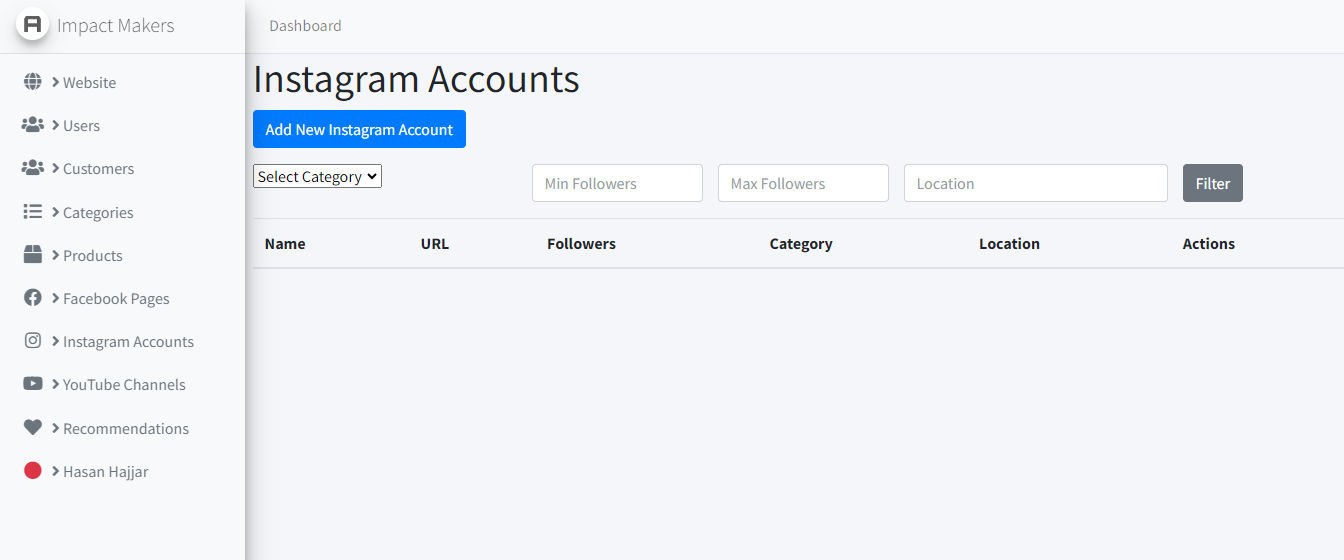 Impact Makers
Dashboard
Website
Users
Customers
Categories
Products
Facebook Pages
Instagram Accounts
YouTube Channels
Recommendations
Hasan Hajjar
Instagram Accounts
Add New Instagram Account
Select Category Min Followers Max Followers Location Filter
Name URL Followers Category Location Actions